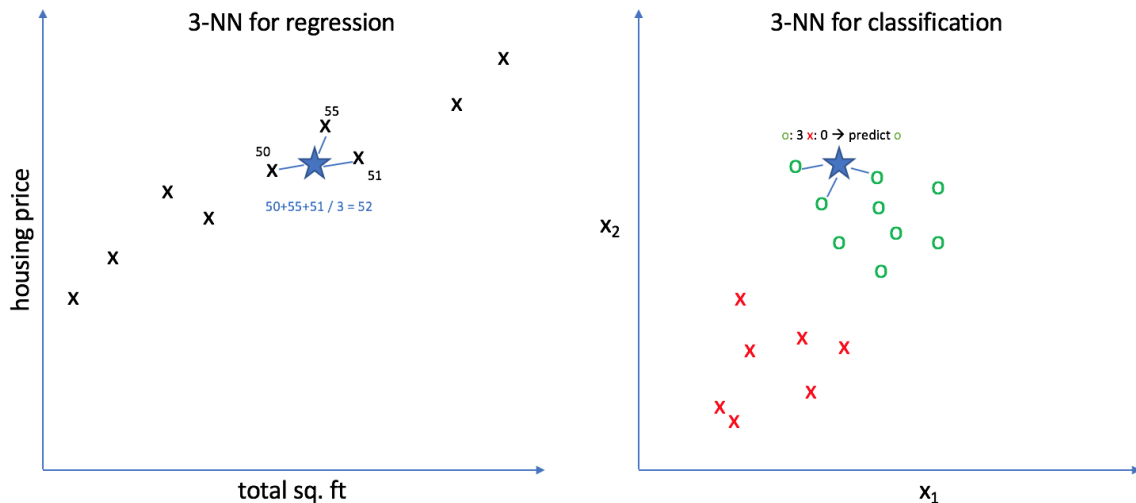 3-NN for regression
housing price
X
X
55
X
50
X
X
51
X
X
50+55+51 / 3 = 52
X
X
total sq. ft
3-NN for classification
o: 3 x: 0 → predict o
O
O
O
O
O
X₂
O
O
O
O
X
X
X
X
X
X
X
X₁